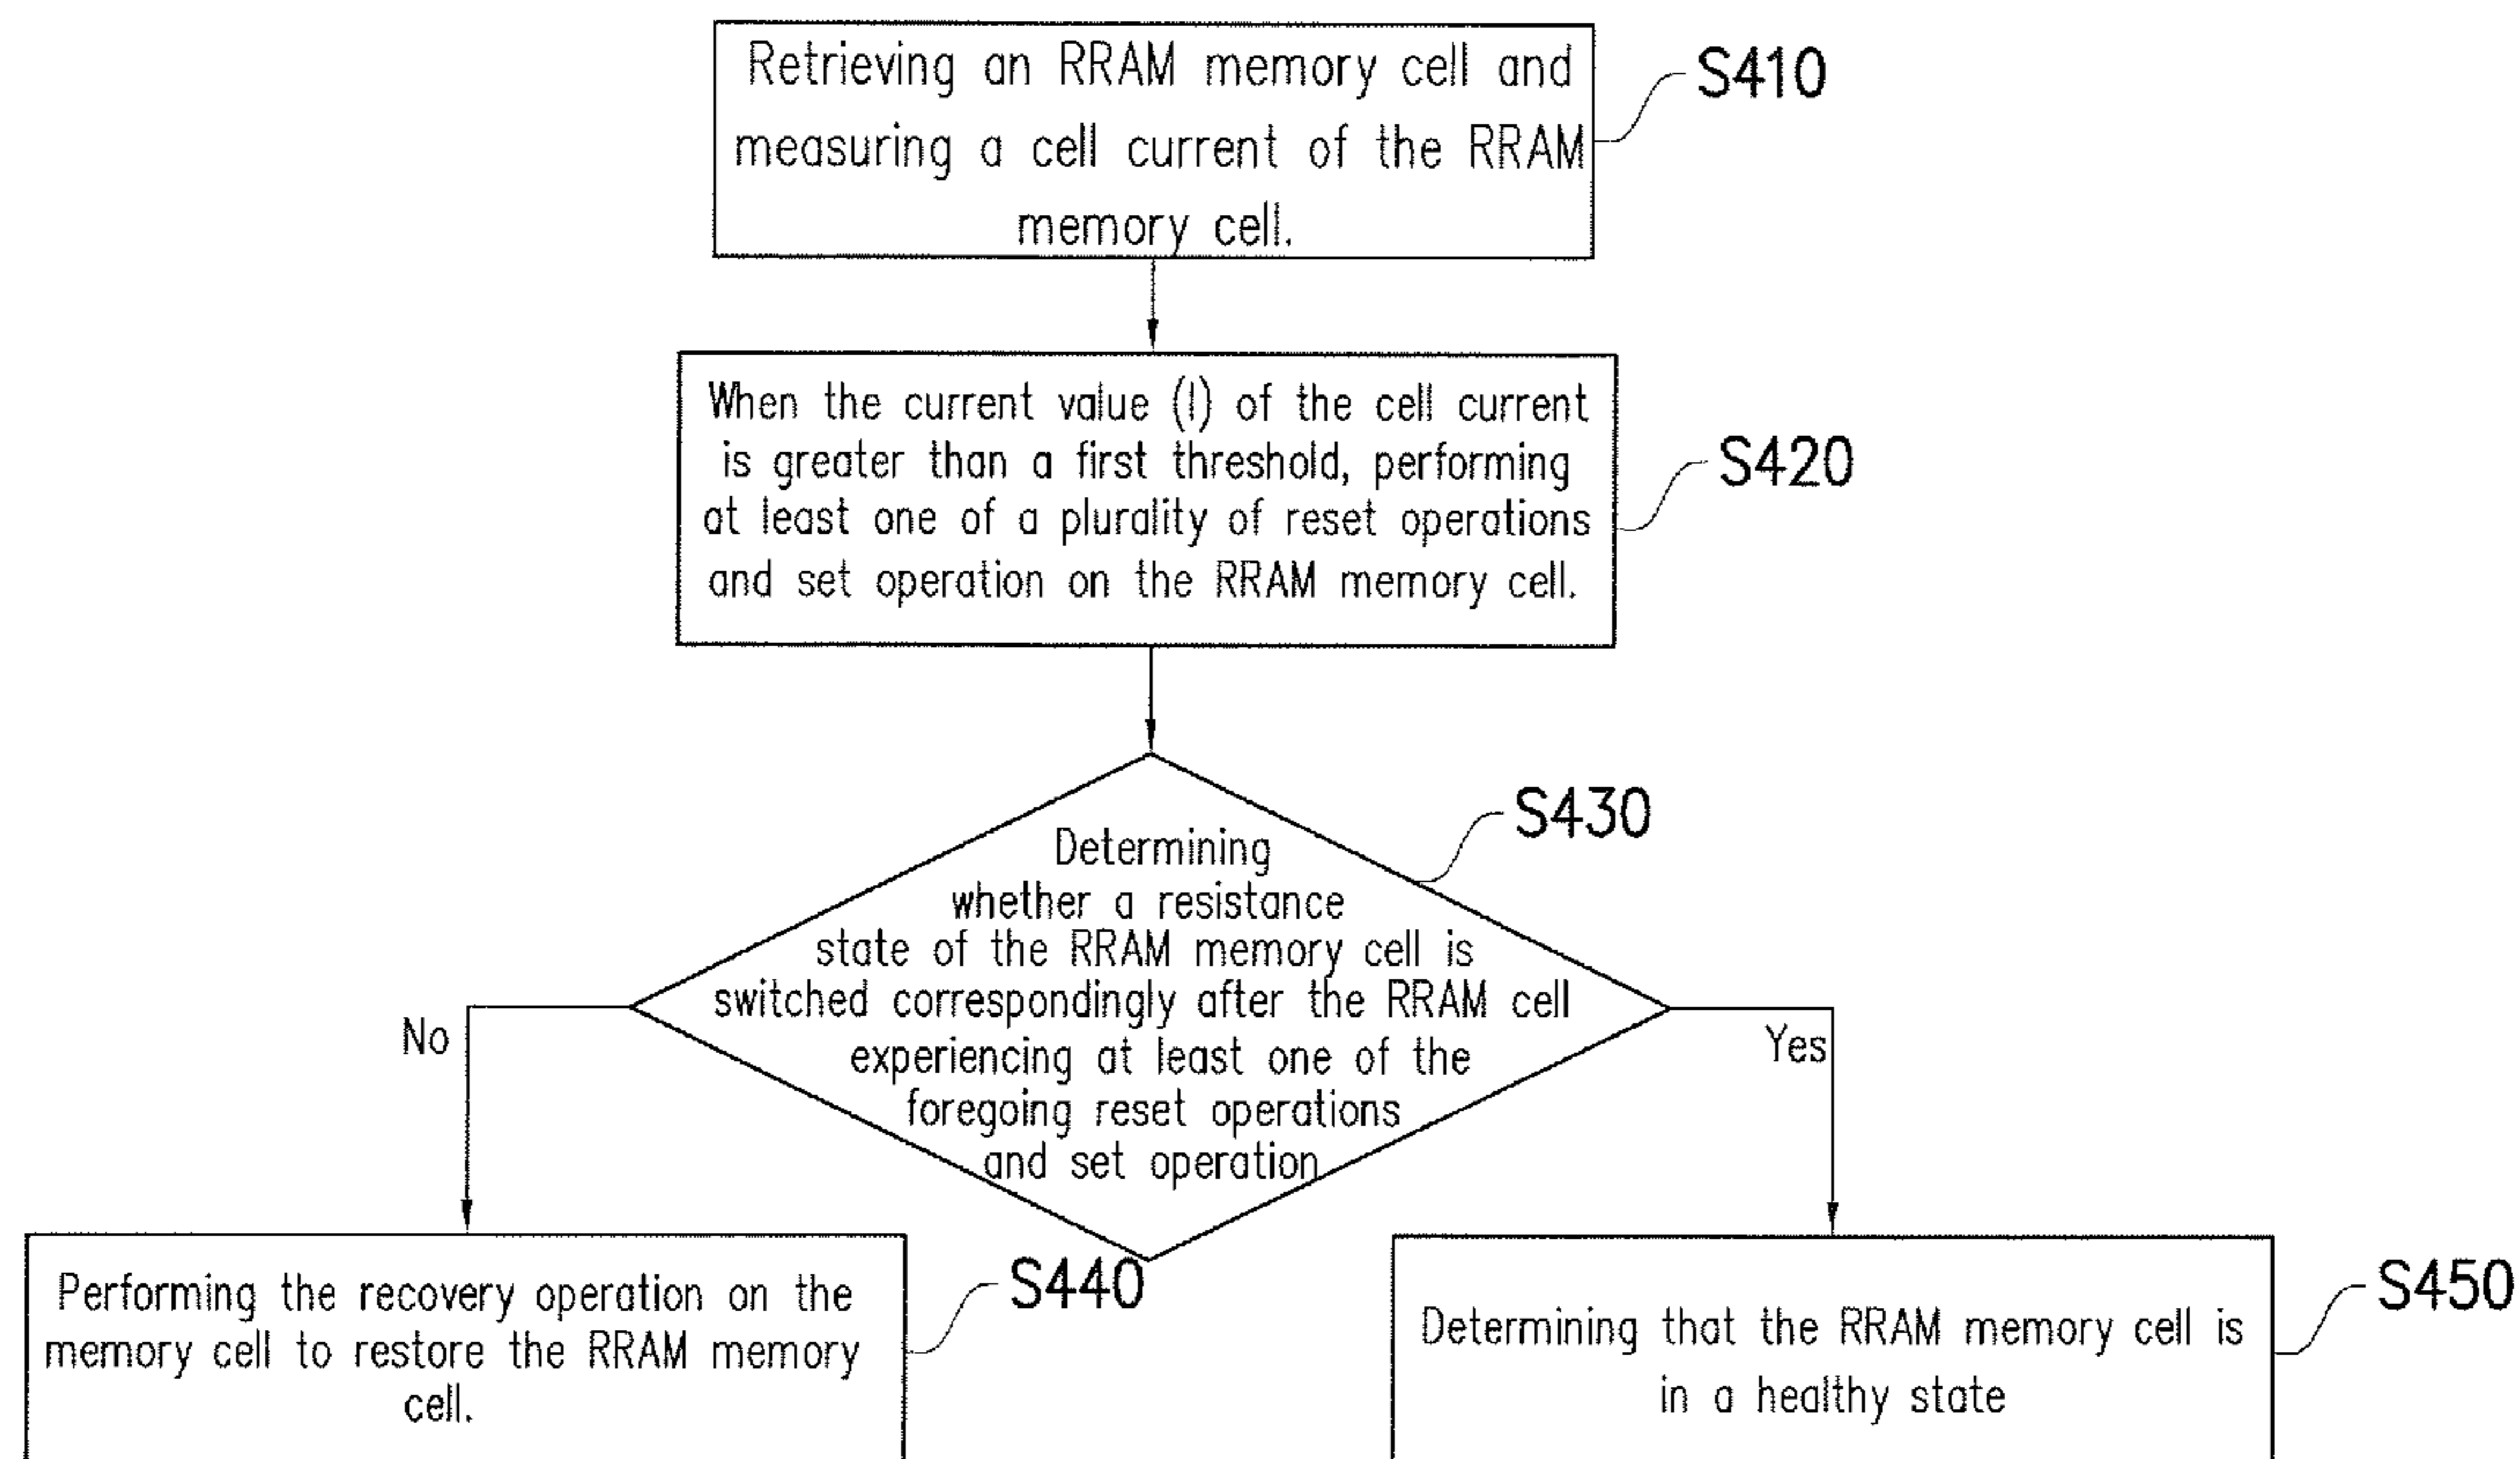 Retrieving an RRAM memory cell and
measuring a cell current of the RRAM
memory cell.
S410
When the current value (I) of the cell current
is greater than a first threshold, performing
at least one of a plurality of reset operations
and set operation on the RRAM memory cell.
S420
Determining
whether a resistance
state of the RRAM memory cell is
switched correspondingly after the RRAM cell
experiencing at least one of the
foregoing reset operations
and set operation
S430
No
Yes
Performing the recovery operation on the
memory cell to restore the RRAM memory
cell.
S440
Determining that the RRAM memory cell is
in a healthy state
S450